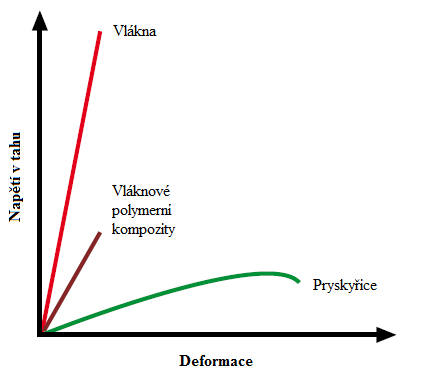 Vlákna
Napětí v tahu
Vláknové
polymerní
kompozity
Pryskyřice
Deformace